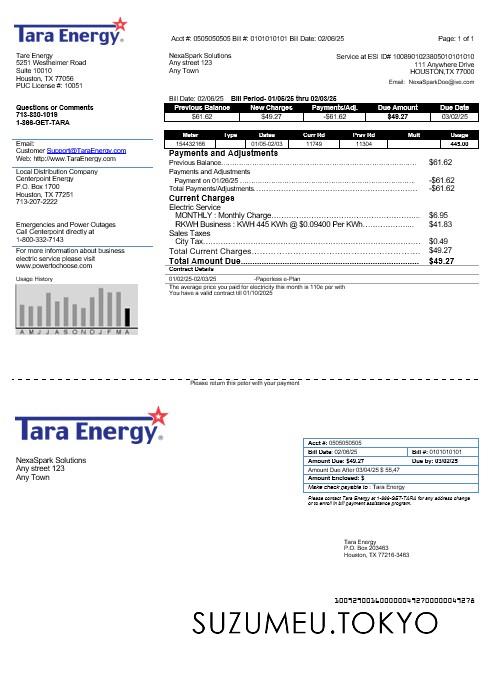 Tara Energy
Acct #: 0505050505 Bill #: 0101010101 Bill Date: 02/06/25 Page: 1 of 1
Tara Energy
5251 Westheimer Road
Suite 10010
Houston, TX 77056
PUC License #: 10051
NexaSpark Solutions
Any street 123
Any Town
Service at ESI ID# 1008901023805010101010
111 Anywhere Drive
HOUSTON,TX 77000
Email: NexaSparkDoo@ive.com
Questions or Comments
713-830-1019
1-866-GET-TARA
Email:
Customer Support@TaraEnergy.com
Web: http://www.TaraEnergy.com
Local Distribution Company
Centerpoint Energy
P.O. Box 1700
Houston, TX 77251
713-207-2222
Emergencies and Power Outages
Call Centerpoint directly at
1-800-332-7143
For more information about business
electric service please visit
www.powertochoose.com
Usage History
A M J J A S O N D J F M A
Bill Date: 02/06/25 Bill Period- 01/06/25 thru 02/03/25
Previous Balance New Charges Payments/Adj. Due Amount Due Date
$61.62 $49.27 -$61.62 $49.27 03/02/25
Meter Type Dates Curr Rd Prev Rd Mult Usage
154432166 01/05-02/03 11749 11304 445.00
Payments and Adjustments
Previous Balance $61.62
Payments and Adjustments
Payment on 01/26/25 -$61.62
Total Payments/Adjustments -$61.62
Current Charges
Electric Service
MONTHLY : Monthly Charge $6.95
RKWH Business : KWH 445 KWh @ $0.09400 Per KWh $41.83
Sales Taxes
City Tax $0.49
Total Current Charges $49.27
Total Amount Due $49.27
Contract Details
01/02/25-02/03/25 -Paperless e-Plan
The average price you paid for electricity this month is 110¢ per with
You have a valid contract till 01/10/2025
Please return this peter with your payment
Tara Energy
NexaSpark Solutions
Any street 123
Any Town
Acct #: 0505050505
Bill Date: 02/06/25 Bill #: 0101010101
Amount Due: $49.27 Due by: 03/02/25
Amount Due After 03/04/25 $ 55,47
Amount Enclosed: $
Make check payable to : Tara Energy
Please contact Tara Energy at 1-866-GET-TARA for any address change
or to enroll in bill payment assistance program.
Tara Energy
P.O. Box 203463
Houston, TX 77216-3463
SUZUMEU.TOKYO